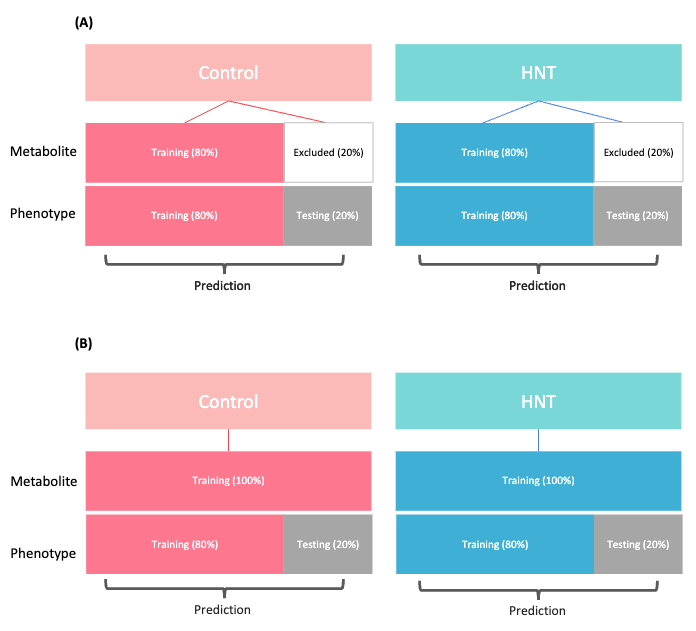 (A)
Control
HNT
Metabolite
Training (80%)
Excluded (20%)
Training (80%)
Excluded (20%)
Phenotype
Training (80%)
Testing (20%)
Training (80%)
Testing (20%)
Prediction
Prediction
(B)
Control
HNT
Metabolite
Training (100%)
Training (100%)
Phenotype
Training (80%)
Testing (20%)
Training (80%)
Testing (20%)
Prediction
Prediction